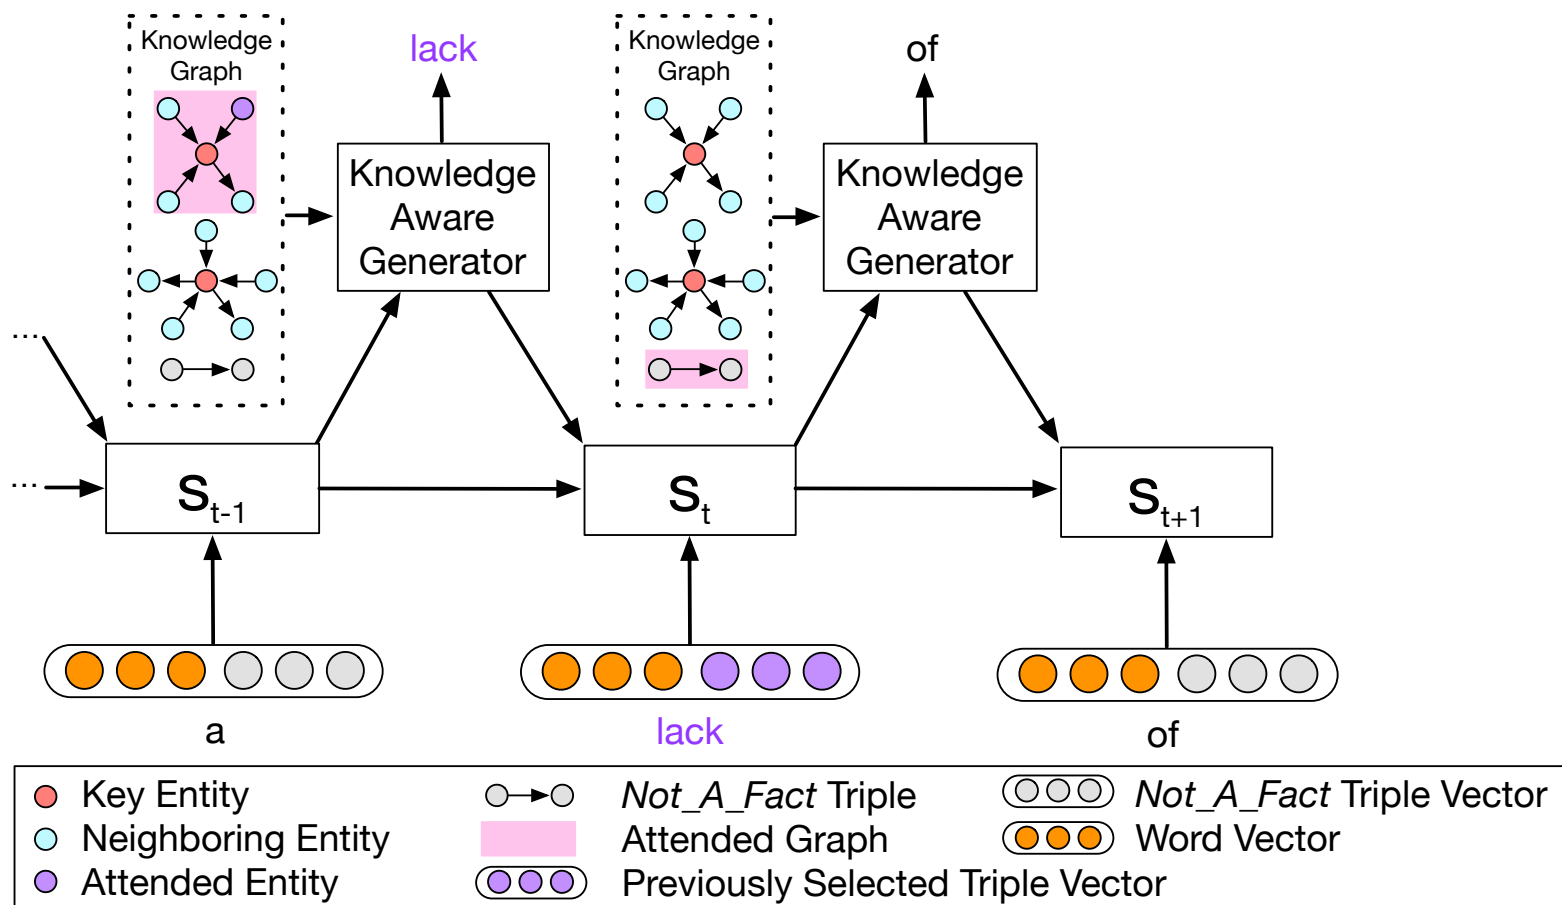 Knowledge
Graph
lack
Knowledge
Graph
of
Knowledge
Aware
Generator
Knowledge
Aware
Generator
...
...
St-1
St
St+1
a
lack
of
Key Entity
Not_A_Fact Triple
Not_A_Fact Triple Vector
Neighboring Entity
Attended Graph
Word Vector
Attended Entity
Previously Selected Triple Vector